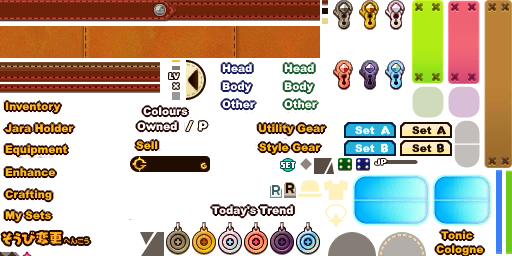 Head
Body
Other
Head
Body
Other
LV
X
Inventory
Jara Holder
Equipment
Enhance
Crafting
My Sets
そうび変更 へんこう
Colours
Owned / P
Sell
G
Utility Gear
Style Gear
Set A
Set B
Set A
Set B
SET
JP
R
R
Today's Trend
Tonic
Cologne